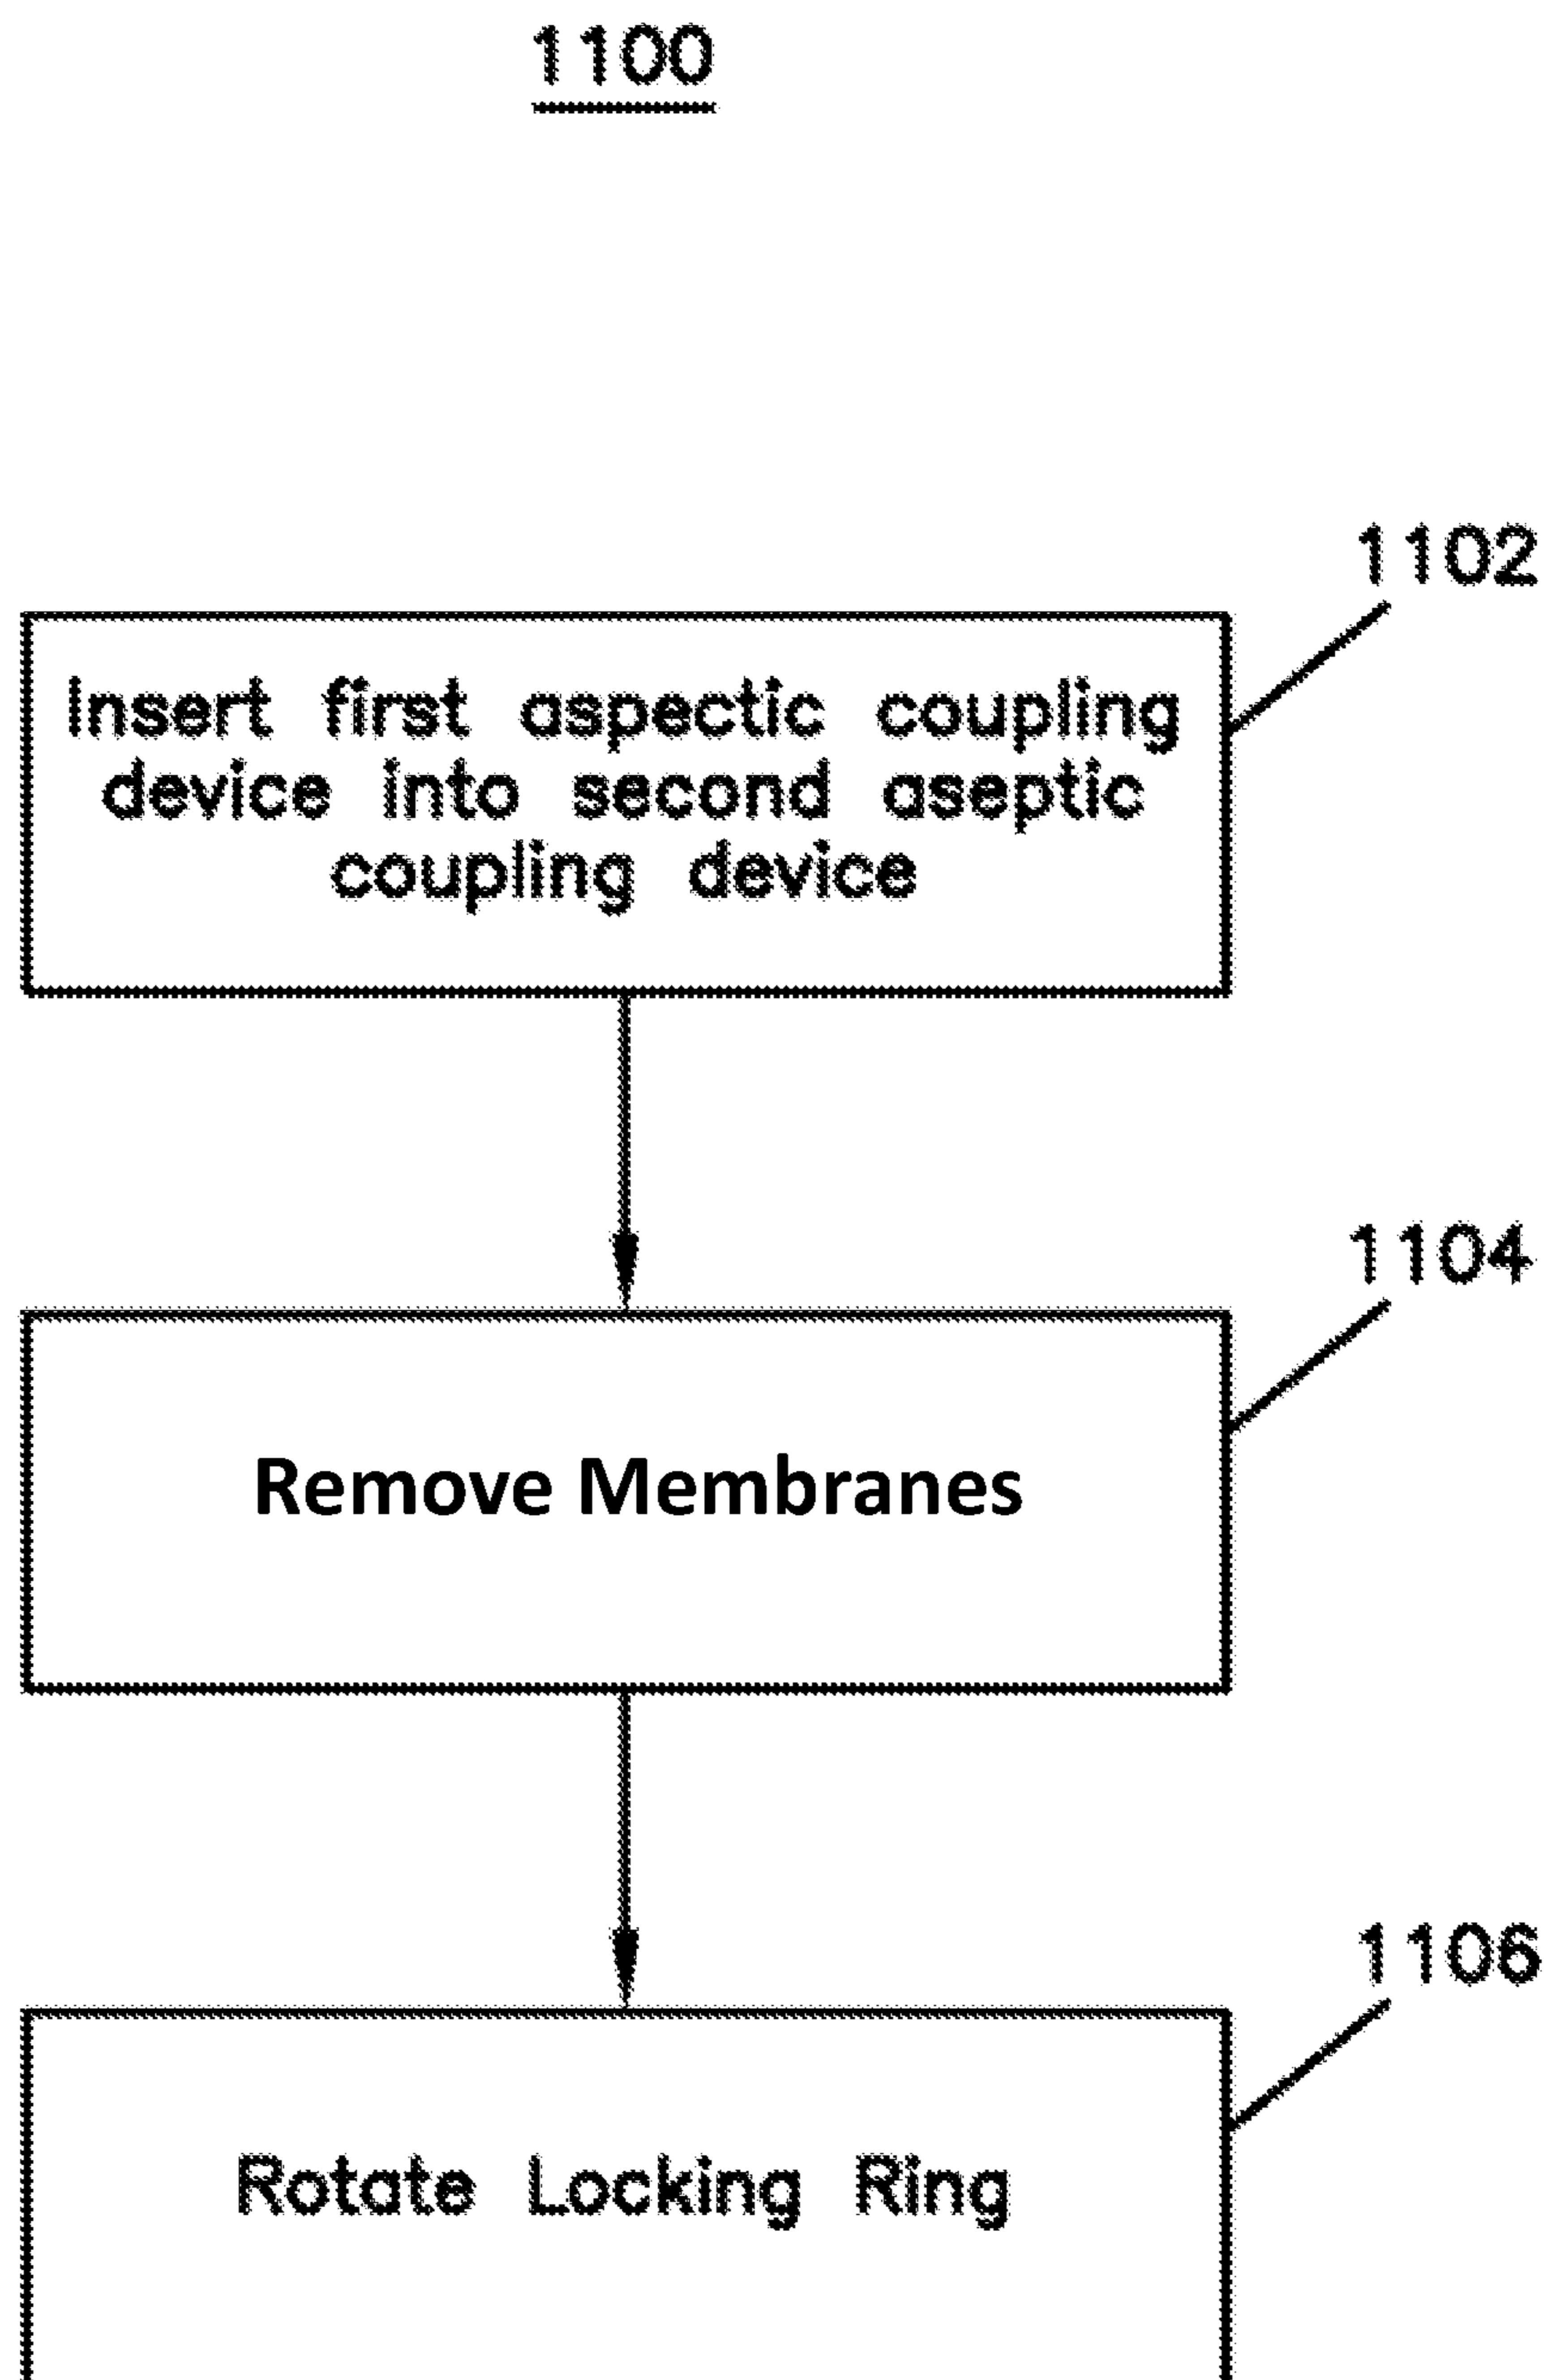 1100
1102
Insert first aspectic coupling
device into second aseptic
coupling device
1104
Remove Membranes
1106
Rotate Locking Ring